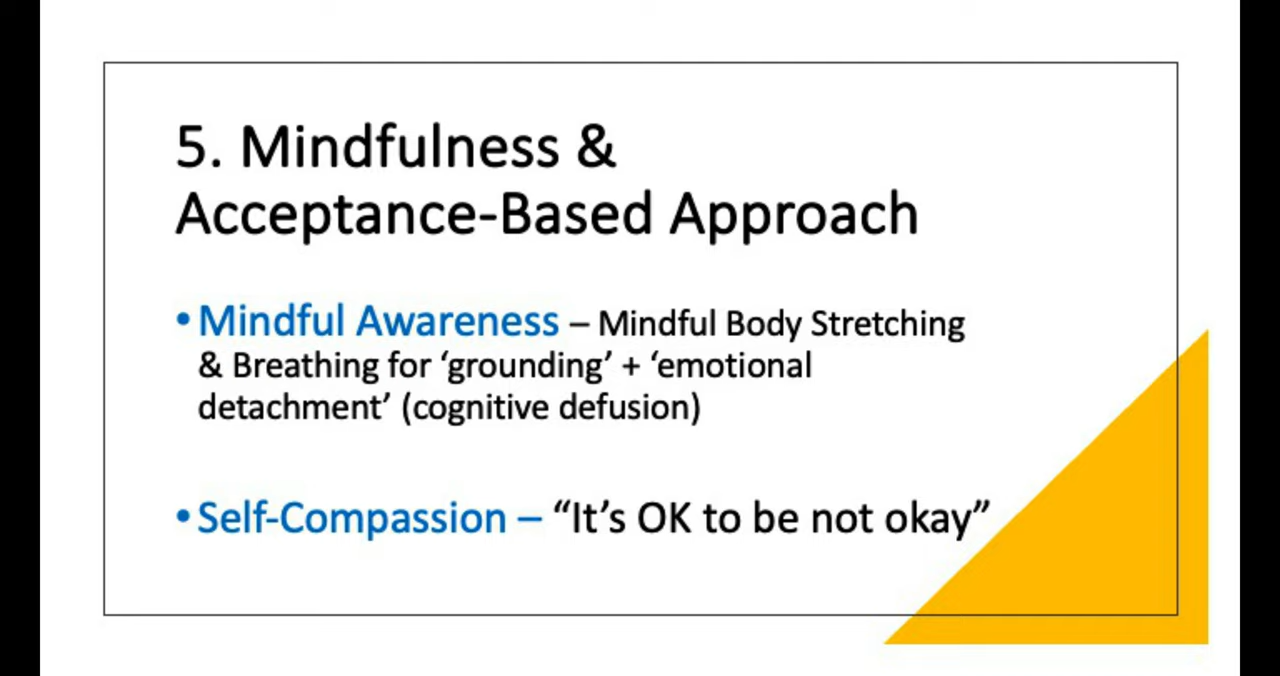 5. Mindfulness &
Acceptance-Based Approach
• Mindful Awareness – Mindful Body Stretching
& Breathing for ‘grounding’ + ‘emotional
detachment’ (cognitive defusion)
• Self-Compassion – “It’s OK to be not okay”